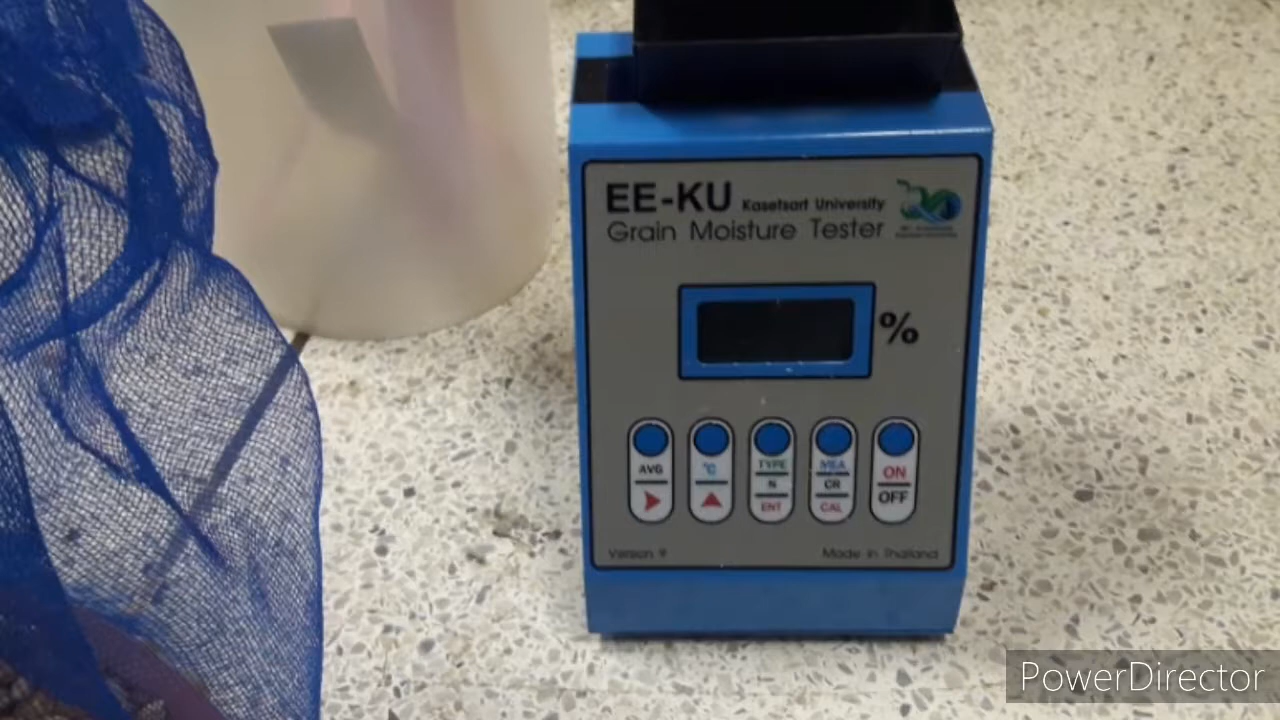 EE-KU Kasetsart University
Grain Moisture Tester
%
AVG
°C
TYPE
N
ENT
MEA
CR
CAL
ON
OFF
Version 9
Made in Thailand
PowerDirector